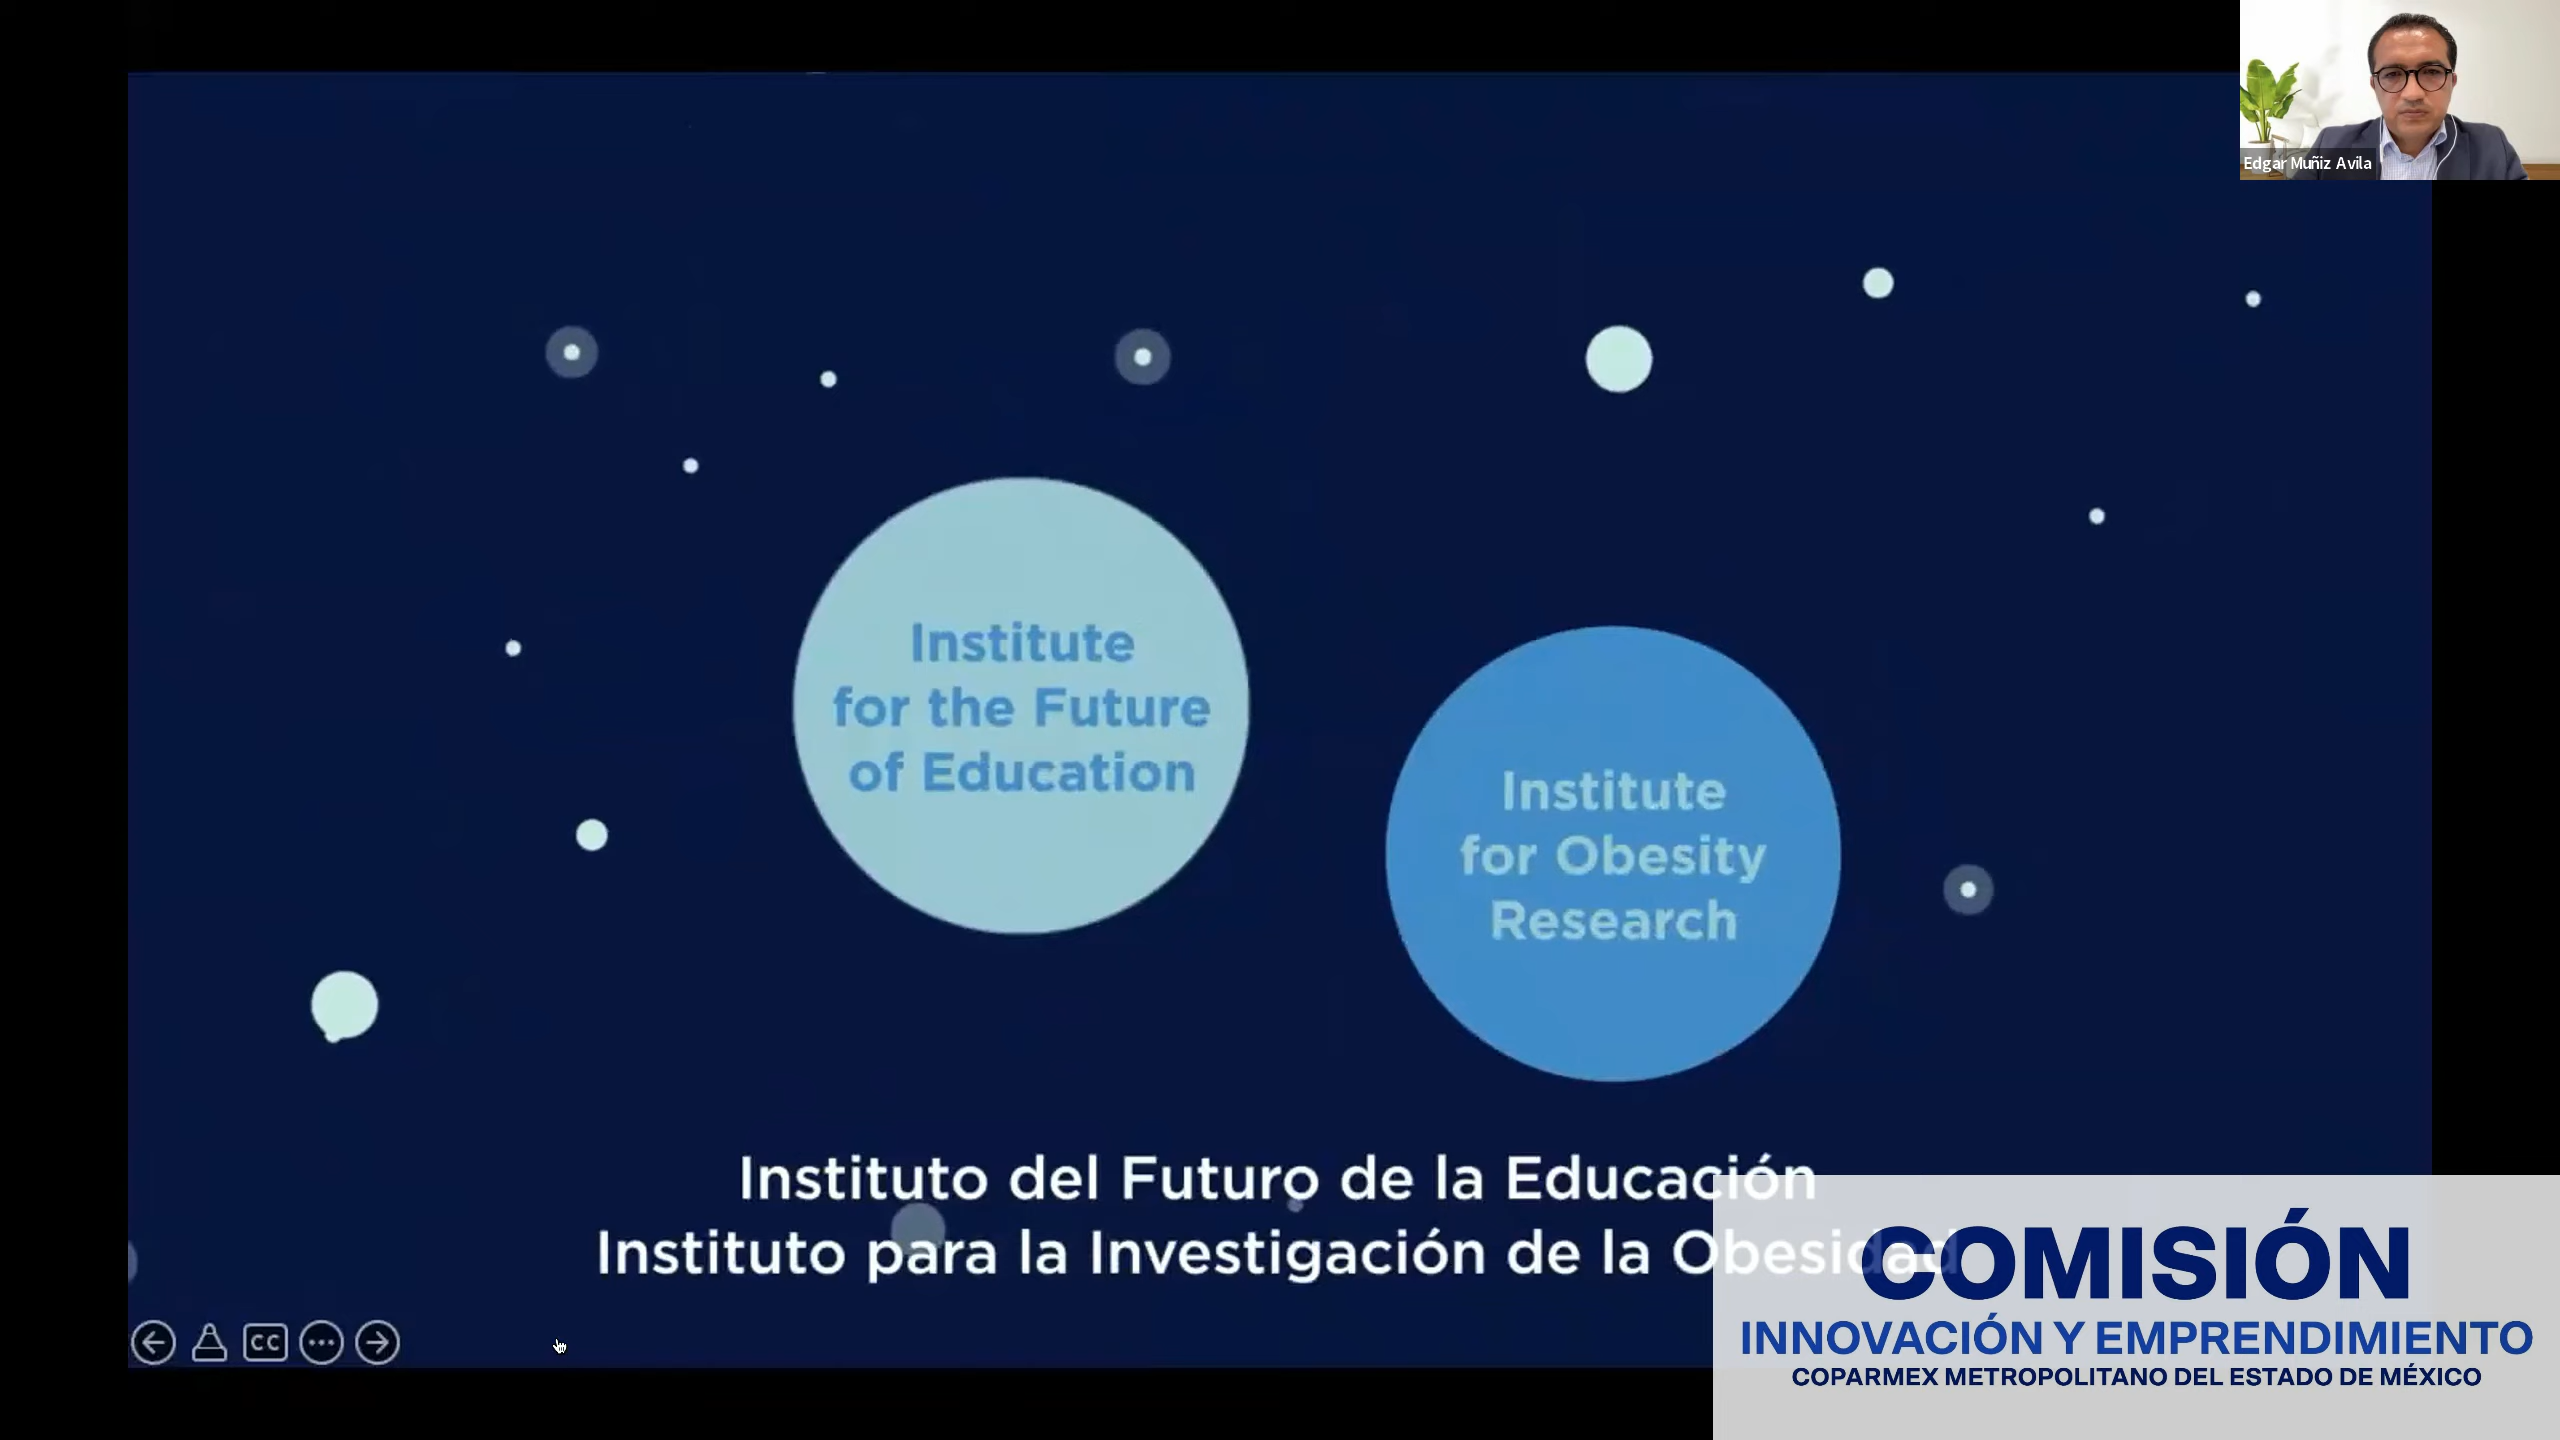 Edgar Muñiz Avila
Institute
for the Future
of Education
Institute
for Obesity
Research
Instituto del Futuro de la Educación
Instituto para la Investigación de la Obesidad
CC
COMISIÓN
INNOVACIÓN Y EMPRENDIMIENTO
COPARMEX METROPOLITANO DEL ESTADO DE MÉXICO